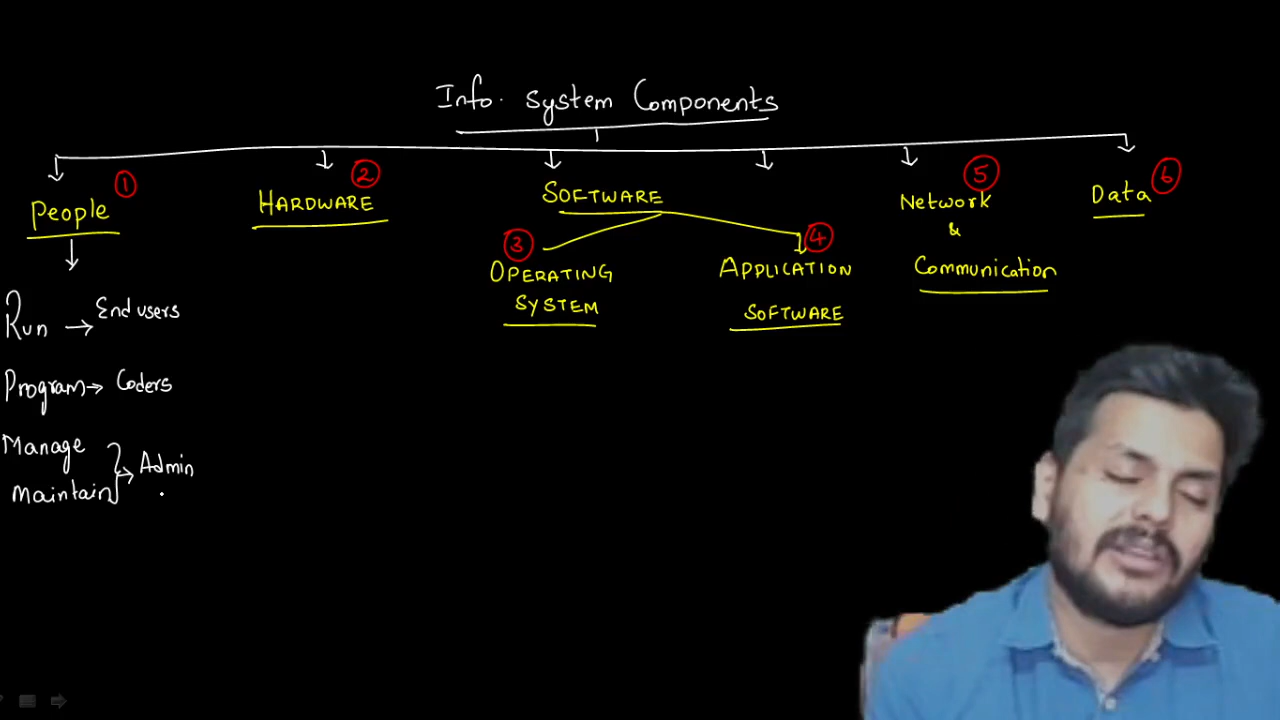 Info. System Components
① ② ⑤ ⑥
People HARDWARE SOFTWARE Network Data
&
③ ④
OPERATING APPLICATION Communication
SYSTEM SOFTWARE
Run → End users
Program → Coders
Manage
Maintain } → Admin